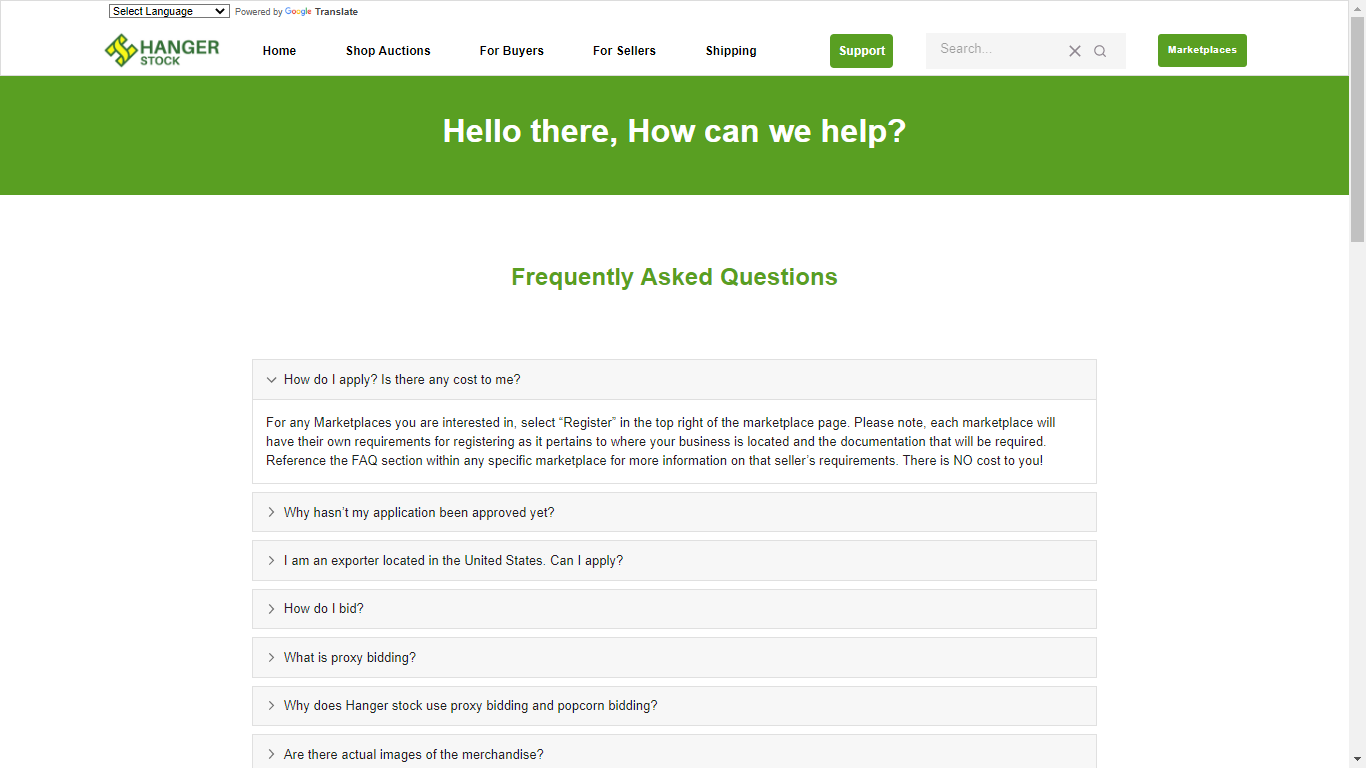 Select Language
Powered by Google Translate
HANGER STOCK
Home
Shop Auctions
For Buyers
For Sellers
Shipping
Support
Search...
Marketplaces
Hello there, How can we help?
Frequently Asked Questions
How do I apply? Is there any cost to me?
For any Marketplaces you are interested in, select “Register” in the top right of the marketplace page. Please note, each marketplace will
have their own requirements for registering as it pertains to where your business is located and the documentation that will be required.
Reference the FAQ section within any specific marketplace for more information on that seller’s requirements. There is NO cost to you!
Why hasn’t my application been approved yet?
I am an exporter located in the United States. Can I apply?
How do I bid?
What is proxy bidding?
Why does Hanger stock use proxy bidding and popcorn bidding?
Are there actual images of the merchandise?